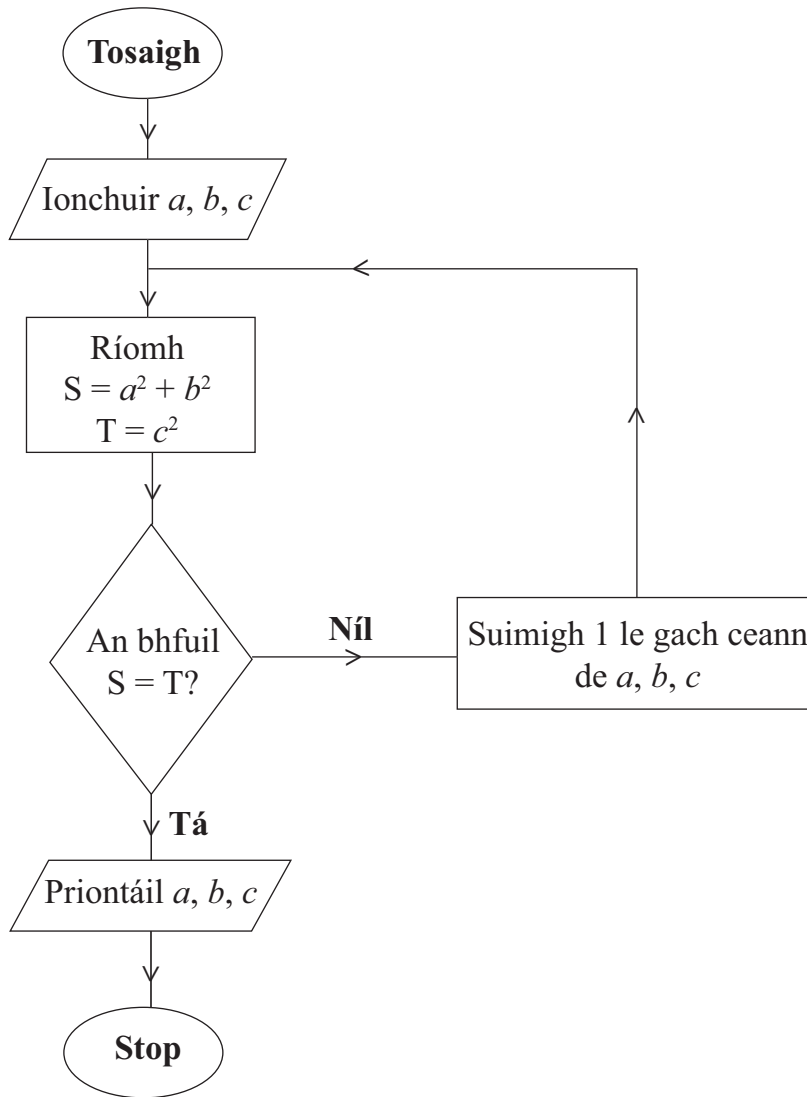 Tosaigh
Ionchuir a, b, c
Ríomh
S = a² + b²
T = c²
An bhfuil
S = T?
Níl
Suimigh 1 le gach ceann
de a, b, c
Tá
Priontáil a, b, c
Stop